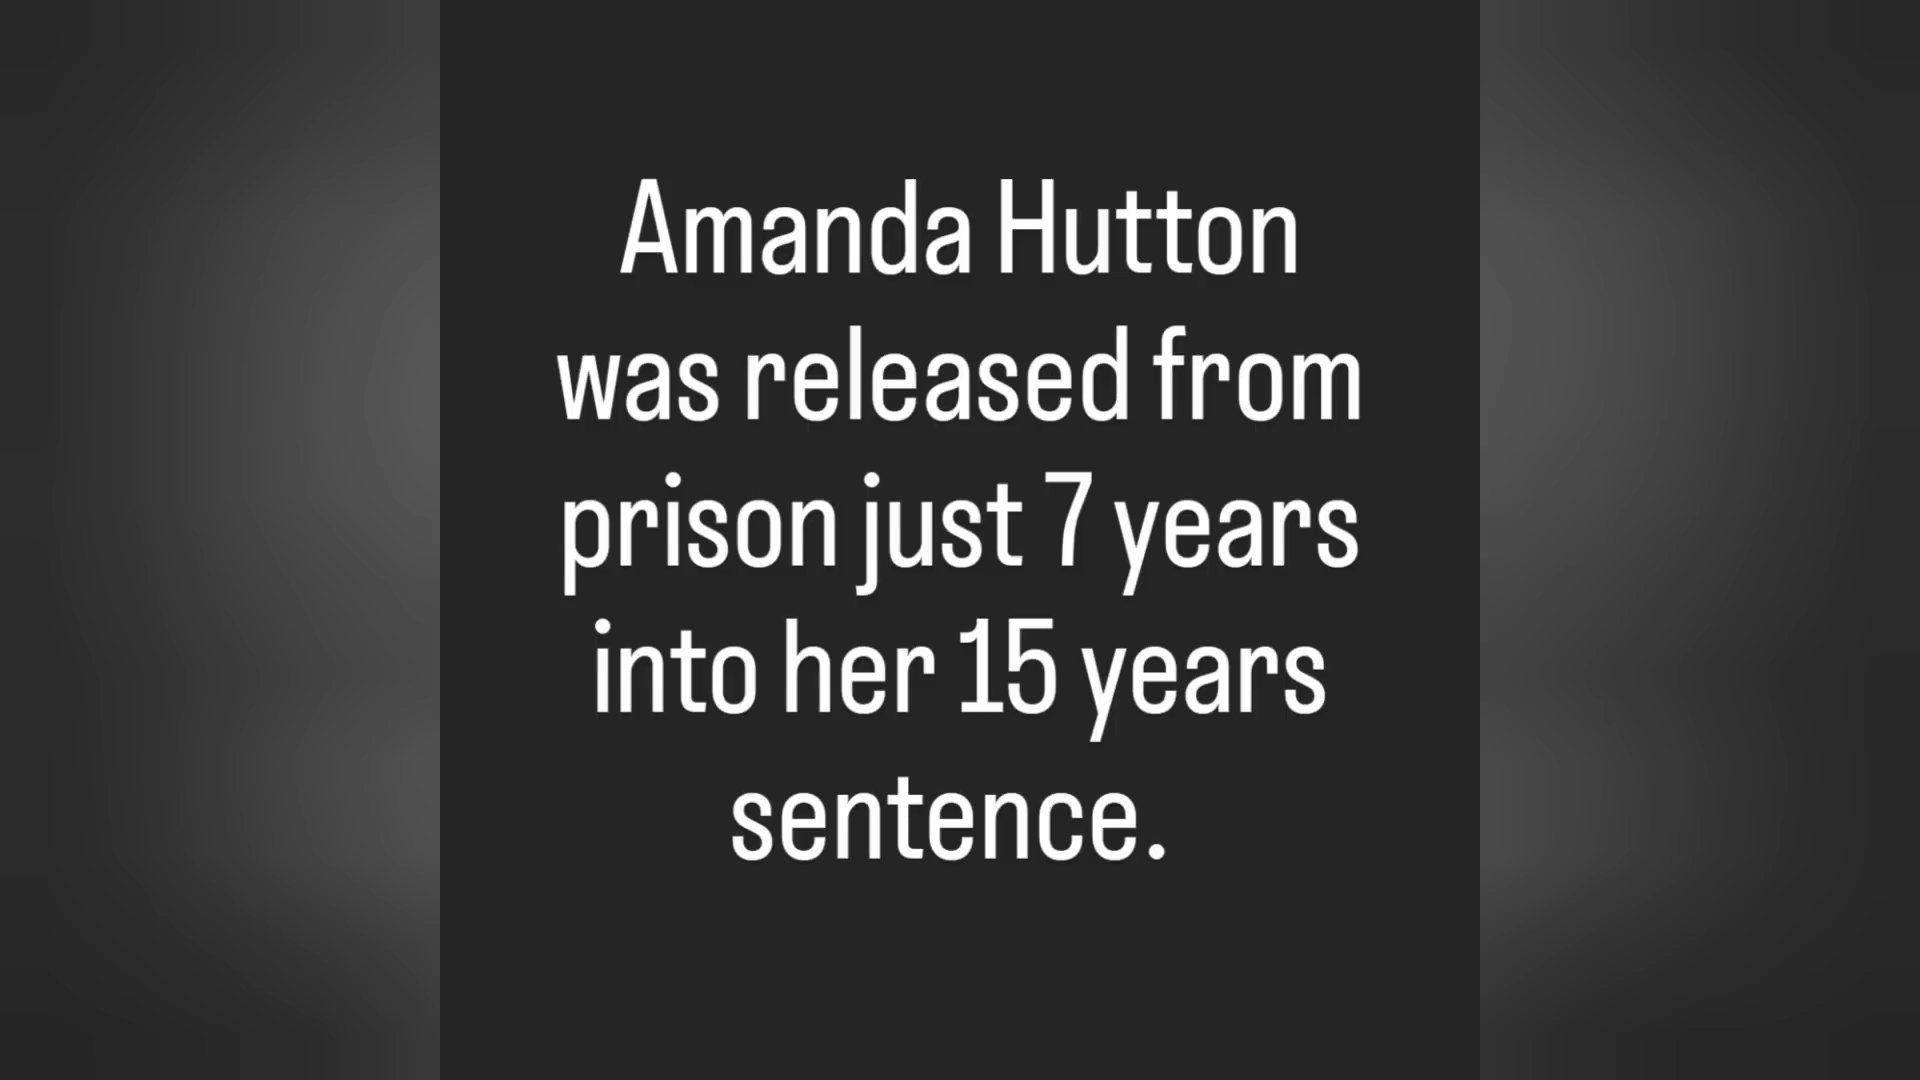 Amanda Hutton
was released from
prison just 7 years
into her 15 years
sentence.